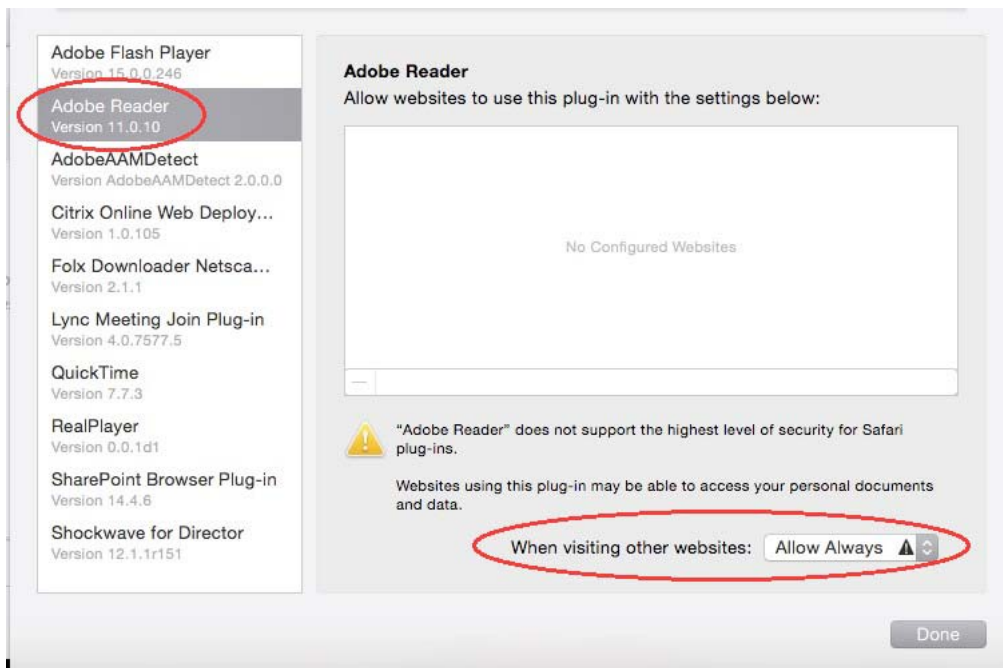 Adobe Flash Player
Version 15.0.0.246
Adobe Reader
Version 11.0.10
AdobeAAMDetect
Version AdobeAAMDetect 2.0.0.0
Citrix Online Web Deploy...
Version 1.0.105
Folx Downloader Netsca...
Version 2.1.1
Lync Meeting Join Plug-in
Version 4.0.7577.5
QuickTime
Version 7.7.3
RealPlayer
Version 0.0.1d1
SharePoint Browser Plug-in
Version 14.4.6
Shockwave for Director
Version 12.1.1r151
Adobe Reader
Allow websites to use this plug-in with the settings below:
No Configured Websites
“Adobe Reader” does not support the highest level of security for Safari
plug-ins.
Websites using this plug-in may be able to access your personal documents
and data.
When visiting other websites: Allow Always
Done